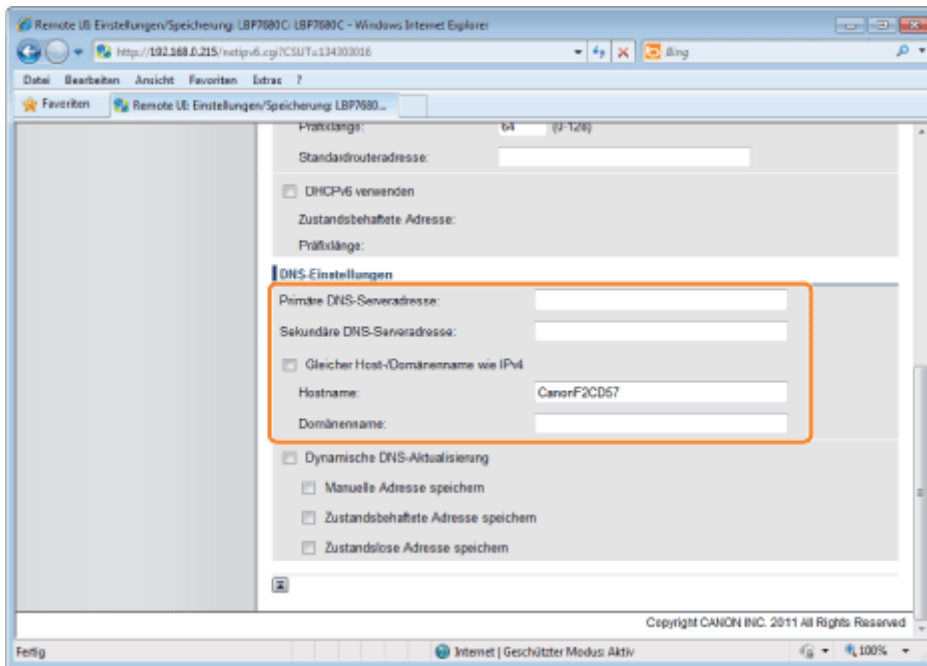 Remote UI: Einstellungen/Speicherung: LBP7680C: LBP7680C - Windows Internet Explorer
http://192.168.0.215/netipv6.cgi?CSUT=134303016
Bing
Datei Bearbeiten Ansicht Favoriten Extras ?
Favoriten Remote UI: Einstellungen/Speicherung: LBP7680...
Präfixlänge: 64 (0-128)
Standardrouteradresse:
DHCPv6 verwenden
Zustandsbehaftete Adresse:
Präfixlänge:
DNS-Einstellungen
Primäre DNS-Serveradresse:
Sekundäre DNS-Serveradresse:
Gleicher Host-/Domänenname wie IPv4
Hostname: CanonF2CD57
Domänenname:
Dynamische DNS-Aktualisierung
Manuelle Adresse speichern
Zustandsbehaftete Adresse speichern
Zustandslose Adresse speichern
Copyright CANON INC. 2011 All Rights Reserved
Fertig Internet | Geschützter Modus: Aktiv 100%